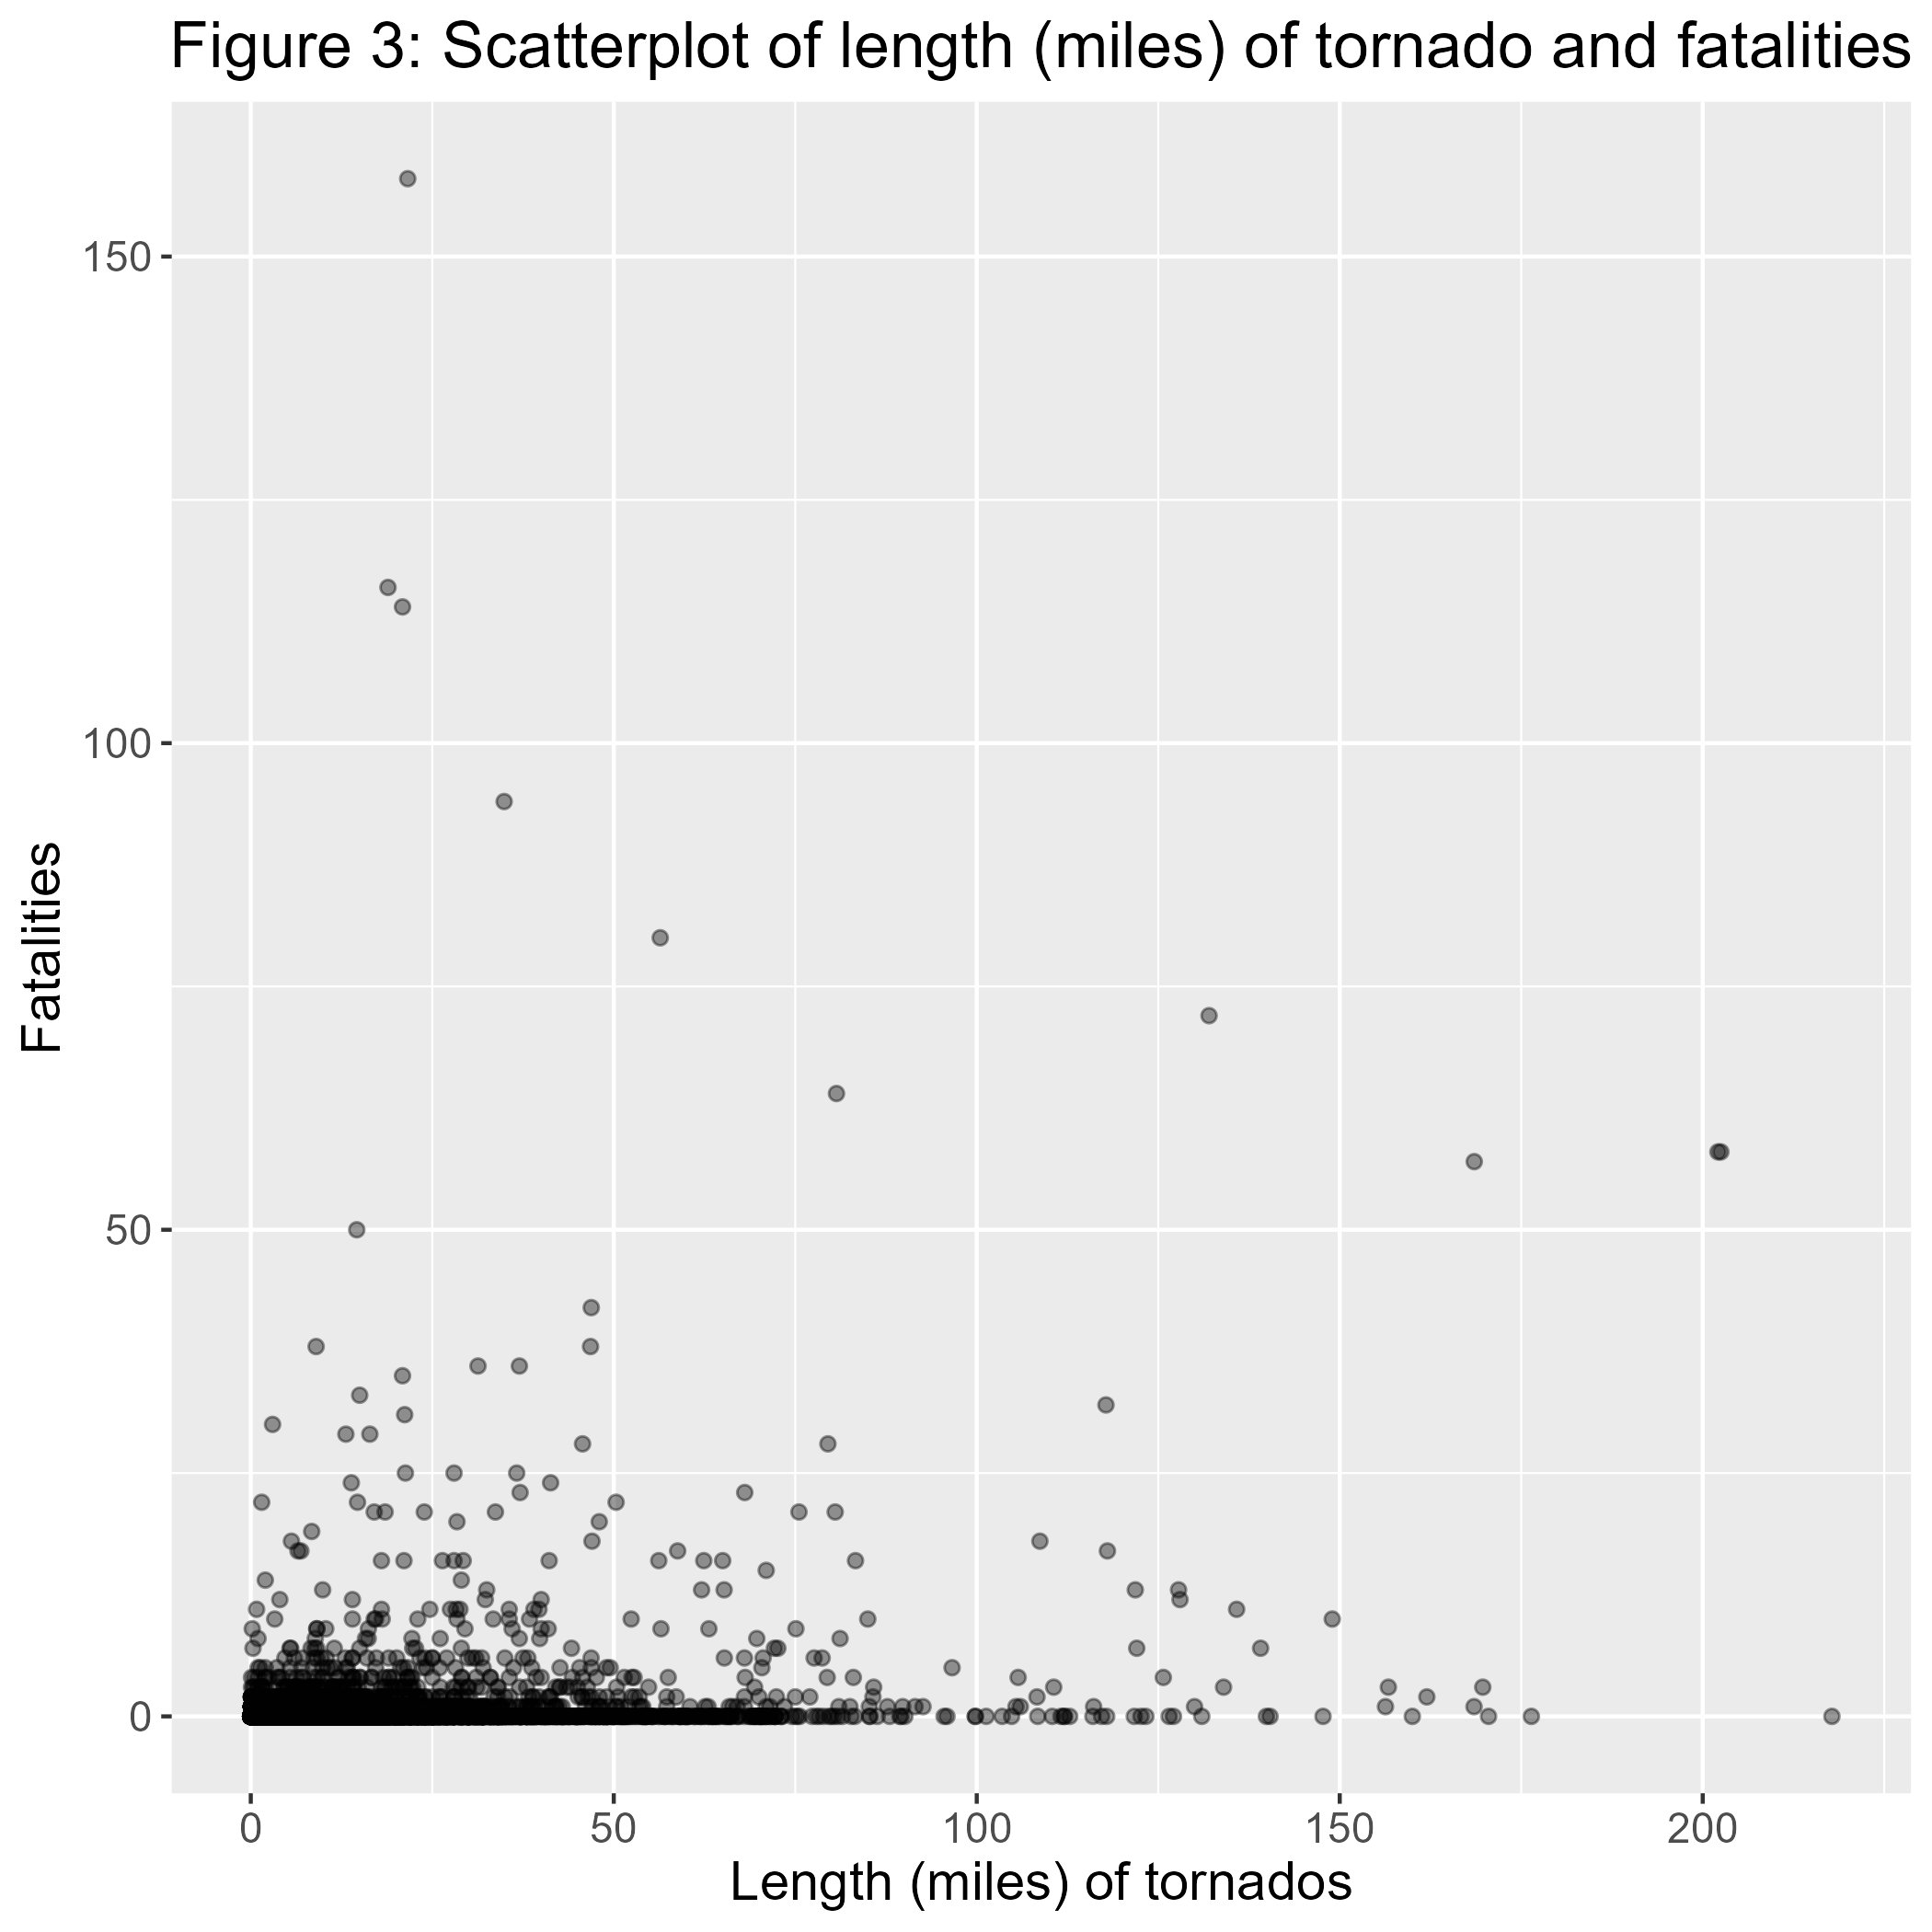 Figure 3: Scatterplot of length (miles) of tornado and fatalities
150
100
50
0
Fatalities
0 50 100 150 200
Length (miles) of tornados